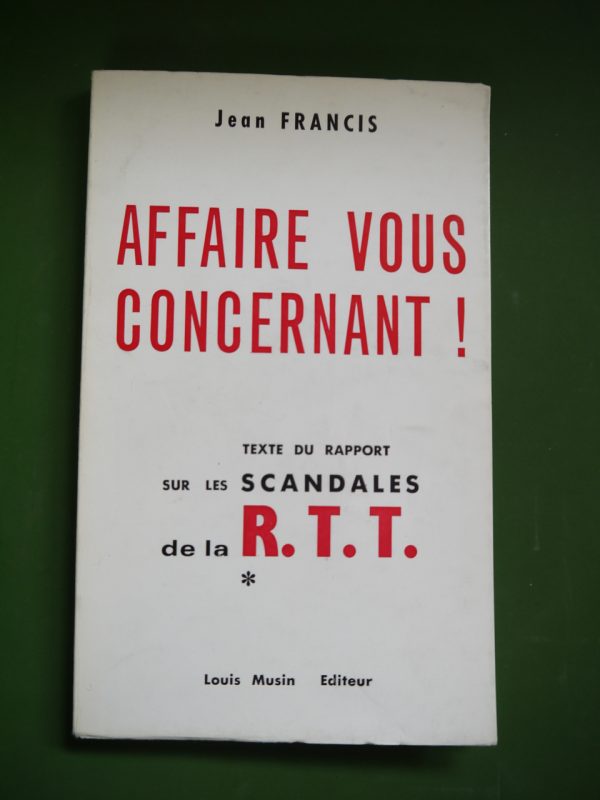 Jean FRANCIS
AFFAIRE VOUS
CONCERNANT !
TEXTE DU RAPPORT
SUR LES SCANDALES
de la R.T.T.
*
Louis Musin Editeur